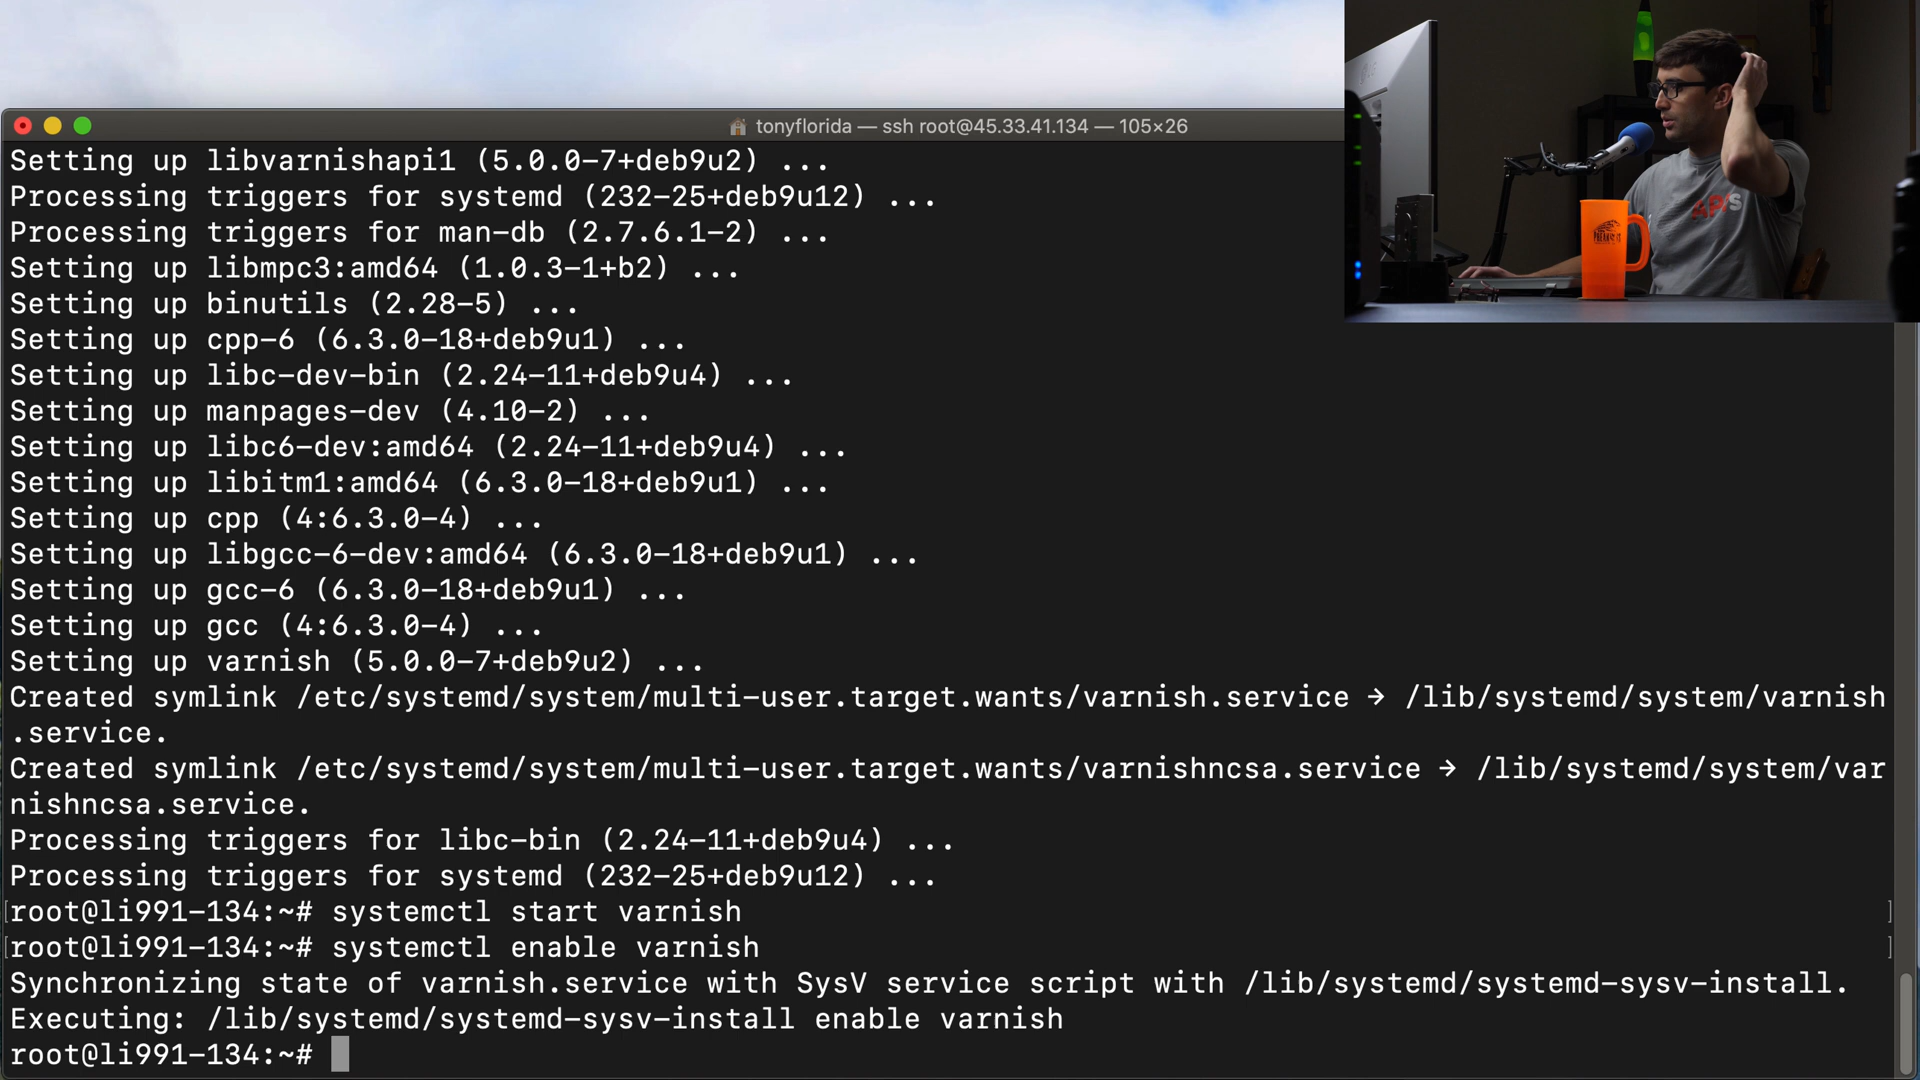 tonyflorida — ssh root@45.33.41.134 — 105×26
Setting up libvarnishapi1 (5.0.0-7+deb9u2) ...
Processing triggers for systemd (232-25+deb9u12) ...
Processing triggers for man-db (2.7.6.1-2) ...
Setting up libmpc3:amd64 (1.0.3-1+b2) ...
Setting up binutils (2.28-5) ...
Setting up cpp-6 (6.3.0-18+deb9u1) ...
Setting up libc-dev-bin (2.24-11+deb9u4) ...
Setting up manpages-dev (4.10-2) ...
Setting up libc6-dev:amd64 (2.24-11+deb9u4) ...
Setting up libitm1:amd64 (6.3.0-18+deb9u1) ...
Setting up cpp (4:6.3.0-4) ...
Setting up libgcc-6-dev:amd64 (6.3.0-18+deb9u1) ...
Setting up gcc-6 (6.3.0-18+deb9u1) ...
Setting up gcc (4:6.3.0-4) ...
Setting up varnish (5.0.0-7+deb9u2) ...
Created symlink /etc/systemd/system/multi-user.target.wants/varnish.service → /lib/systemd/system/varnish
.service.
Created symlink /etc/systemd/system/multi-user.target.wants/varnishncsa.service → /lib/systemd/system/var
nishncsa.service.
Processing triggers for libc-bin (2.24-11+deb9u4) ...
Processing triggers for systemd (232-25+deb9u12) ...
[root@li991-134:~# systemctl start varnish ]
[root@li991-134:~# systemctl enable varnish ]
Synchronizing state of varnish.service with SysV service script with /lib/systemd/systemd-sysv-install.
Executing: /lib/systemd/systemd-sysv-install enable varnish
root@li991-134:~#